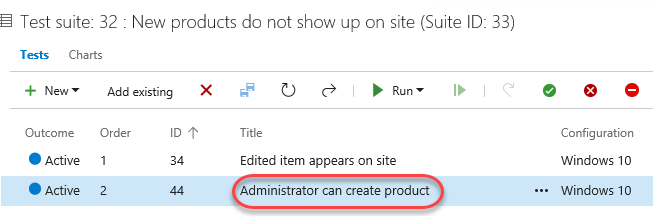 Test suite: 32 : New products do not show up on site (Suite ID: 33)
Tests Charts
New Add existing Run
Outcome Order ID Title Configuration
Active 1 34 Edited item appears on site Windows 10
Active 2 44 Administrator can create product ... Windows 10